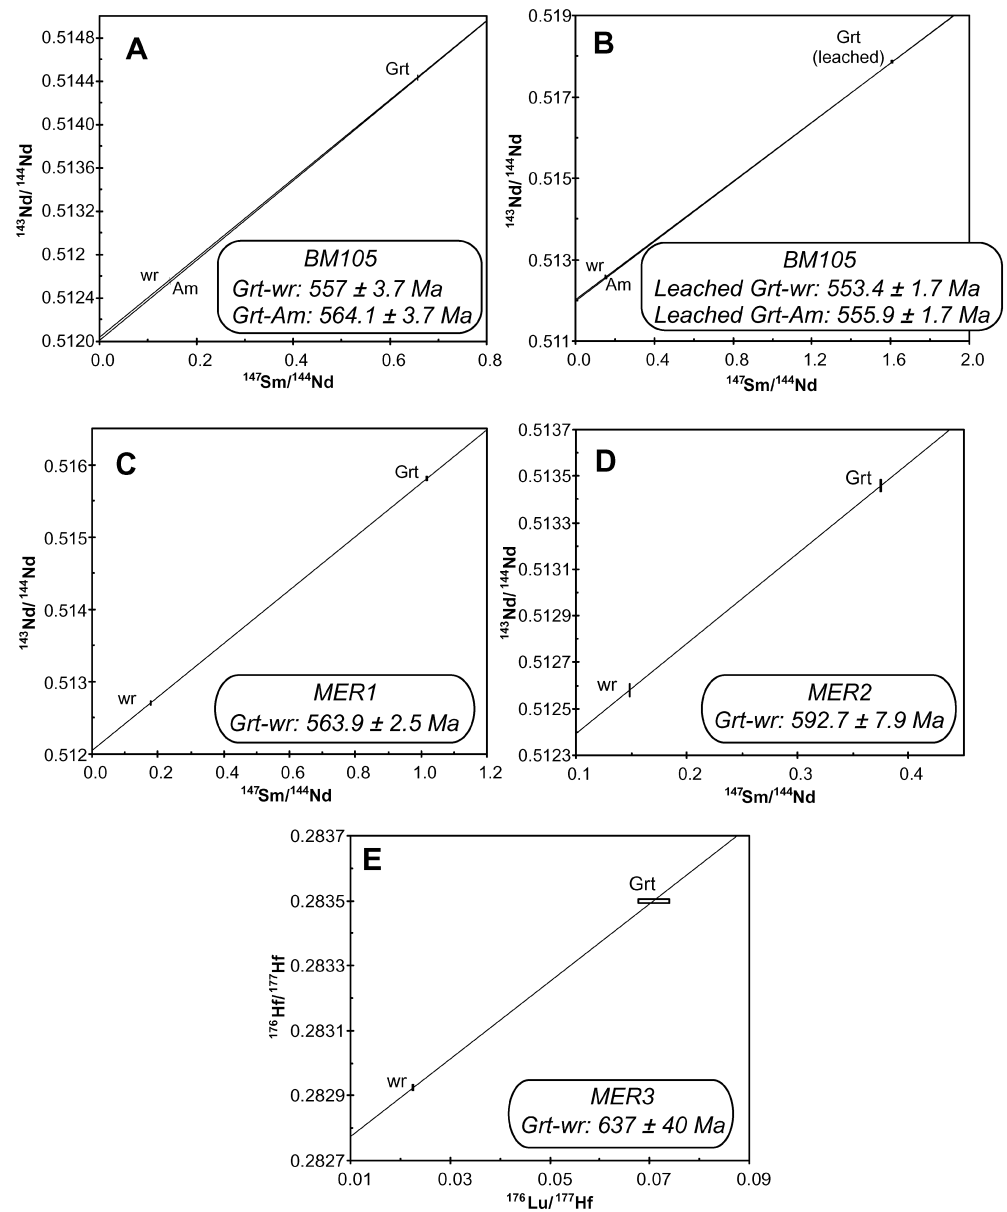 A
0.5148
0.5144
0.5140
0.5136
0.5132
0.5128
0.512
0.5124
0.5120
143Nd/144Nd
Grt
wr
Am
BM105
Grt-wr: 557 ± 3.7 Ma
Grt-Am: 564.1 ± 3.7 Ma
0.0 0.2 0.4 0.6 0.8
147Sm/144Nd
B
0.519
0.517
0.515
0.513
0.511
143Nd/144Nd
Grt
(leached)
wr
Am
BM105
Leached Grt-wr: 553.4 ± 1.7 Ma
Leached Grt-Am: 555.9 ± 1.7 Ma
0.0 0.4 0.8 1.2 1.6 2.0
147Sm/144Nd
C
0.516
0.515
0.514
0.513
0.512
143Nd/144Nd
Grt
wr
MER1
Grt-wr: 563.9 ± 2.5 Ma
0.0 0.2 0.4 0.6 0.8 1.0 1.2
147Sm/144Nd
D
0.5137
0.5135
0.5133
0.5131
0.5129
0.5127
0.5125
0.5123
143Nd/144Nd
Grt
wr
MER2
Grt-wr: 592.7 ± 7.9 Ma
0.1 0.2 0.3 0.4
147Sm/144Nd
E
0.2837
0.2835
0.2833
0.2831
0.2829
0.2827
176Hf/177Hf
Grt
wr
MER3
Grt-wr: 637 ± 40 Ma
0.01 0.03 0.05 0.07 0.09
176Lu/177Hf